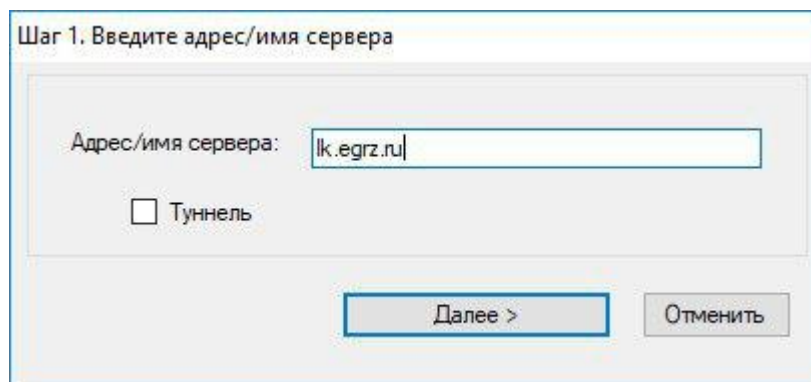 Шаг 1. Введите адрес/имя сервера
Адрес/имя сервера: lk.egrz.ru
Туннель
Далее > Отменить